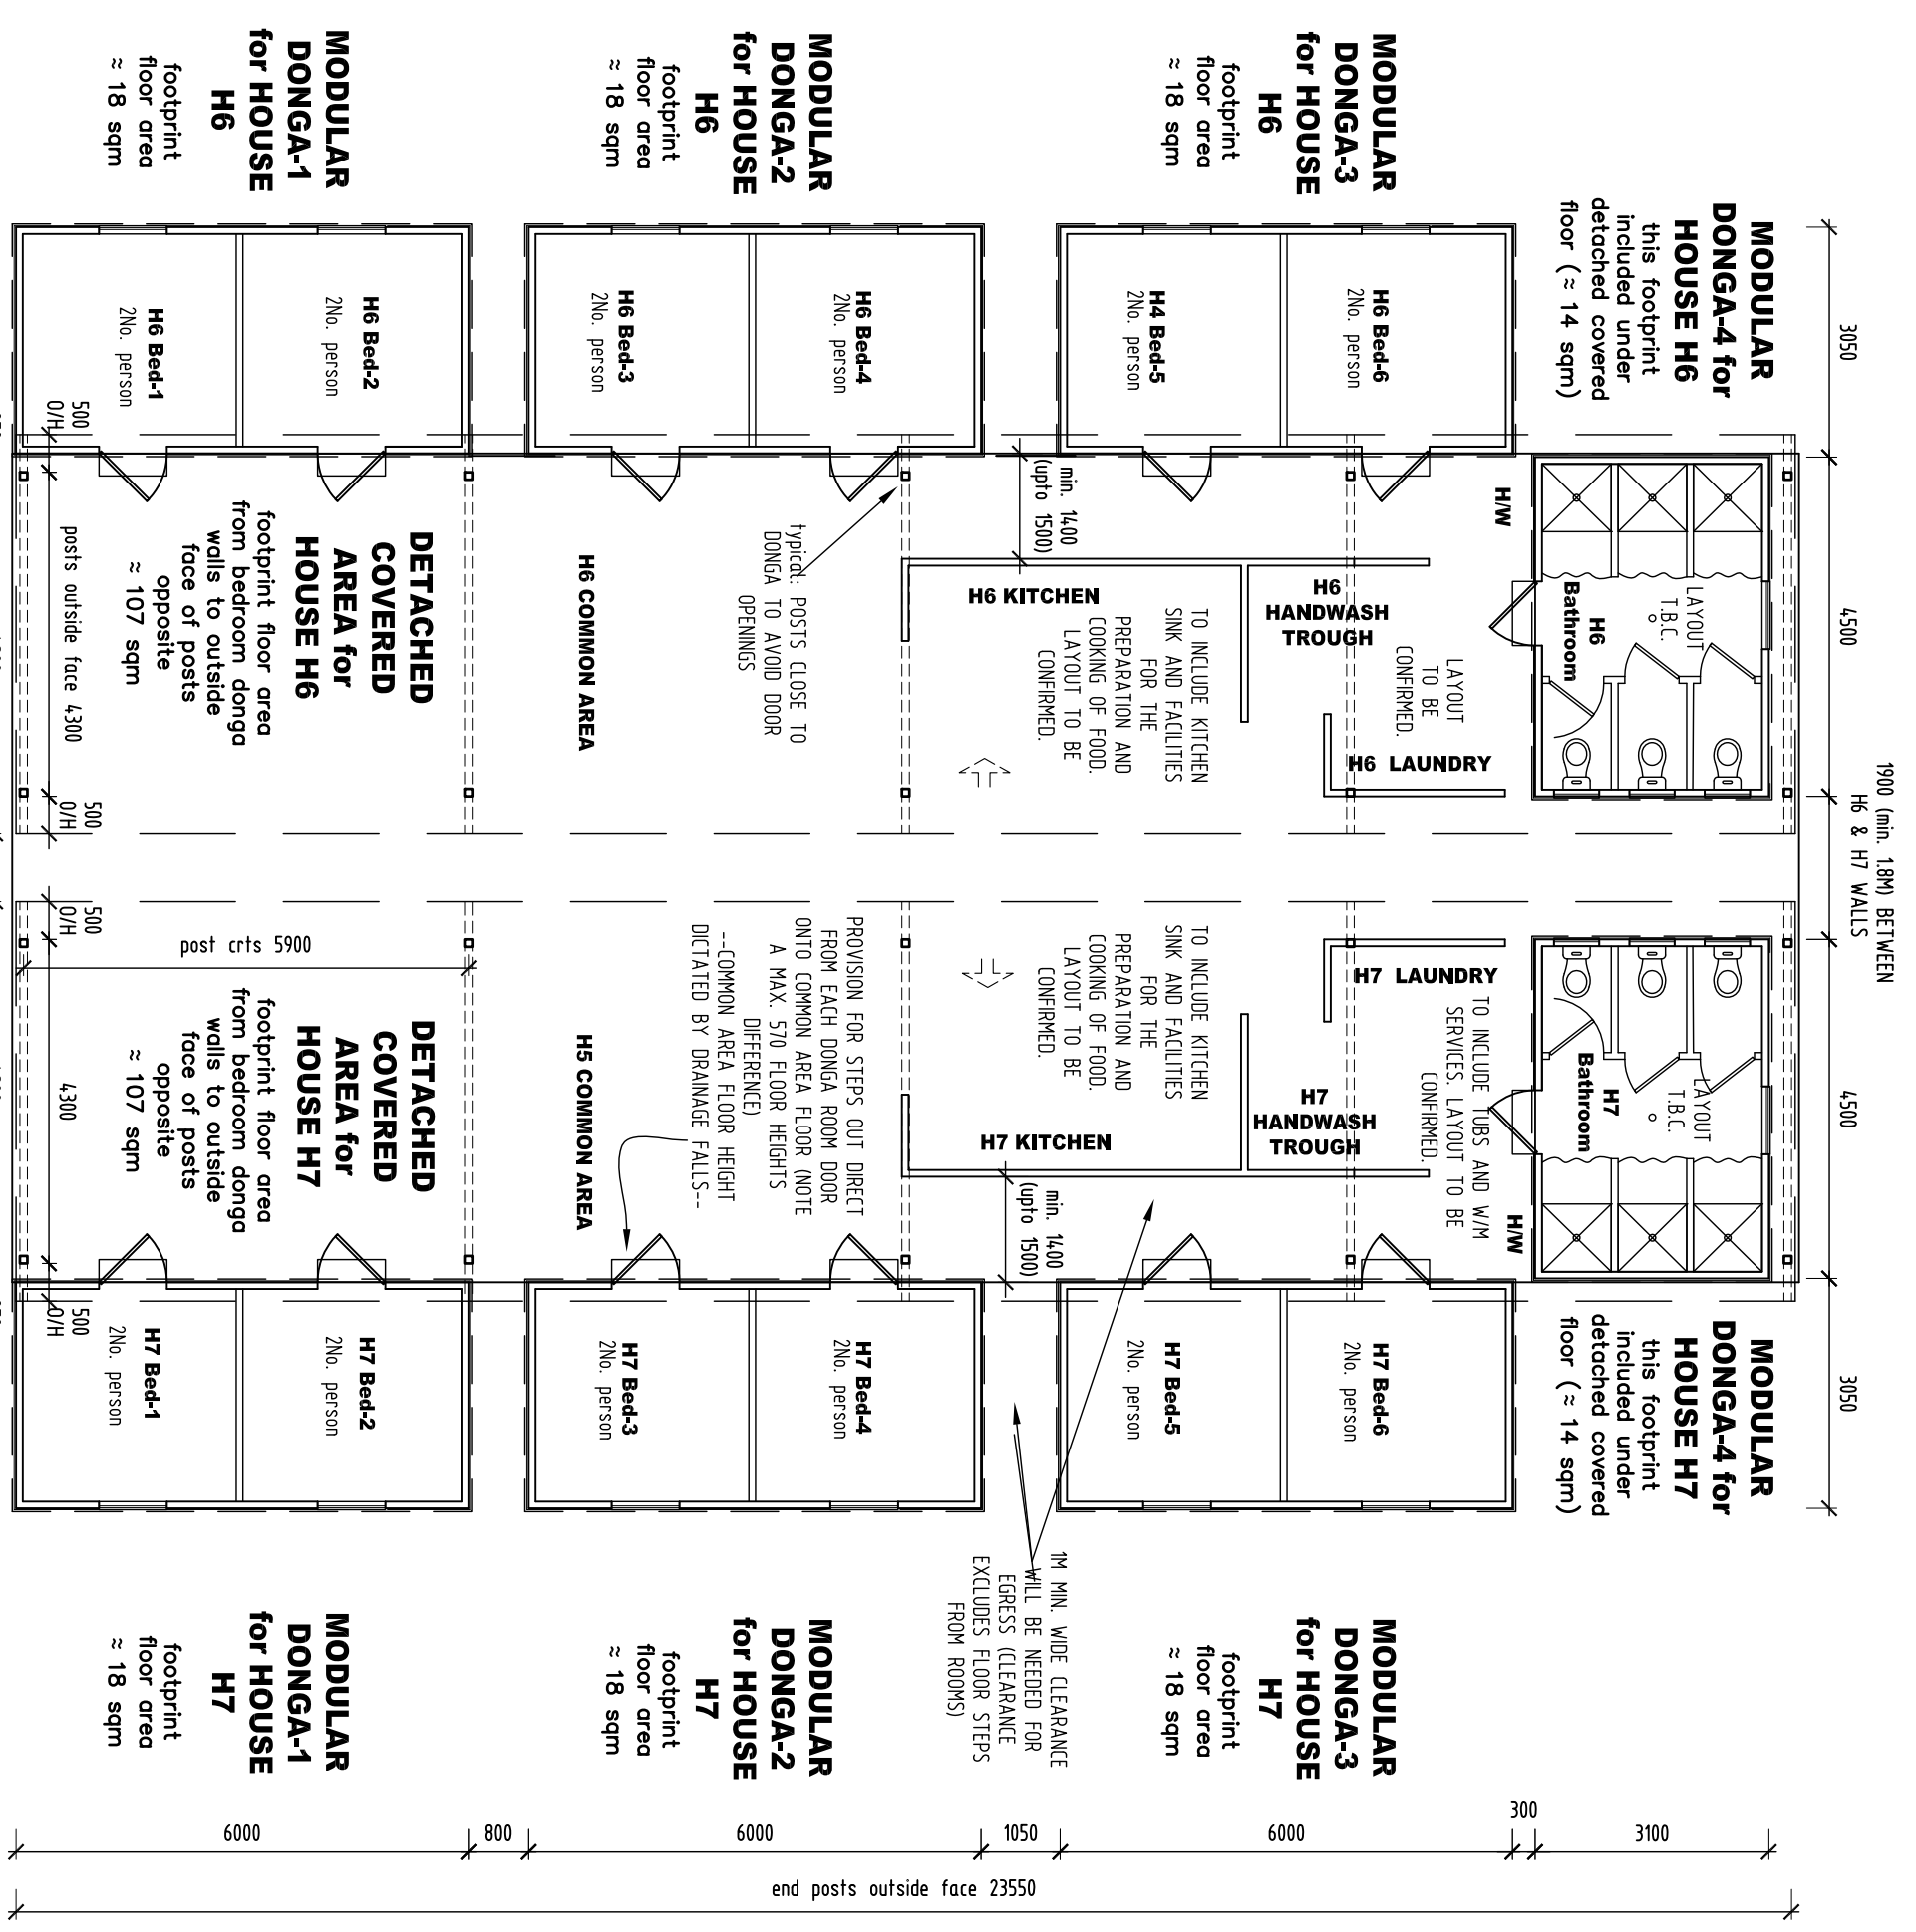 MODULAR
DONGA-1
for HOUSE
H6
footprint
floor area
≈ 18 sqm
MODULAR
DONGA-2
for HOUSE
H6
footprint
floor area
≈ 18 sqm
MODULAR
DONGA-3
for HOUSE
H6
footprint
floor area
≈ 18 sqm
MODULAR
DONGA-4 for
HOUSE H6
this footprint
included under
detached covered
floor (≈ 14 sqm)
3050
4500
1900 (min. 1.8M) BETWEEN
H6 & H7 WALLS
4500
3050
H6 Bed-1
2No. person
H6 Bed-2
2No. person
H6 Bed-3
2No. person
H6 Bed-4
2No. person
H4 Bed-5
2No. person
H6 Bed-6
2No. person
500
O/H
posts outside face 4300
500
O/H
DETACHED
COVERED
AREA for
HOUSE H6
footprint floor area
from bedroom donga
walls to outside
face of posts
opposite
≈ 107 sqm
H6 COMMON AREA
typical: POSTS CLOSE TO
DONGA TO AVOID DOOR
OPENINGS
min. 1400
(upto 1500)
H6 KITCHEN
TO INCLUDE KITCHEN
SINK AND FACILITIES
FOR THE
PREPARATION AND
COOKING OF FOOD.
LAYOUT TO BE
CONFIRMED.
H6
HANDWASH
TROUGH
LAYOUT
TO BE
CONFIRMED.
H6 LAUNDRY
H/W
H6
Bathroom
LAYOUT
T.B.C.
500
O/H
post crts 5900
4300
500
O/H
DETACHED
COVERED
AREA for
HOUSE H7
footprint floor area
from bedroom donga
walls to outside
face of posts
opposite
≈ 107 sqm
H5 COMMON AREA
PROVISION FOR STEPS OUT DIRECT
FROM EACH DONGA ROOM DOOR
ONTO COMMON AREA FLOOR (NOTE
A MAX. 570 FLOOR HEIGHTS
DIFFERENCE)
--COMMON AREA FLOOR HEIGHT
DICTATED BY DRAINAGE FALLS--
TO INCLUDE KITCHEN
SINK AND FACILITIES
FOR THE
PREPARATION AND
COOKING OF FOOD.
LAYOUT TO BE
CONFIRMED.
H7 KITCHEN
min. 1400
(upto 1500)
H7
HANDWASH
TROUGH
H7 LAUNDRY
TO INCLUDE TUBS AND W/M
SERVICES. LAYOUT TO BE
CONFIRMED.
H/W
H7
Bathroom
LAYOUT
T.B.C.
H7 Bed-1
2No. person
H7 Bed-2
2No. person
H7 Bed-3
2No. person
H7 Bed-4
2No. person
H7 Bed-5
2No. person
H7 Bed-6
2No. person
MODULAR
DONGA-4 for
HOUSE H7
this footprint
included under
detached covered
floor (≈ 14 sqm)
1M MIN. WIDE CLEARANCE
WILL BE NEEDED FOR
EGRESS (CLEARANCE
EXCLUDES FLOOR STEPS
FROM ROOMS)
MODULAR
DONGA-1
for HOUSE
H7
footprint
floor area
≈ 18 sqm
MODULAR
DONGA-2
for HOUSE
H7
footprint
floor area
≈ 18 sqm
MODULAR
DONGA-3
for HOUSE
H7
footprint
floor area
≈ 18 sqm
6000
800
6000
1050
6000
300
3100
end posts outside face 23550